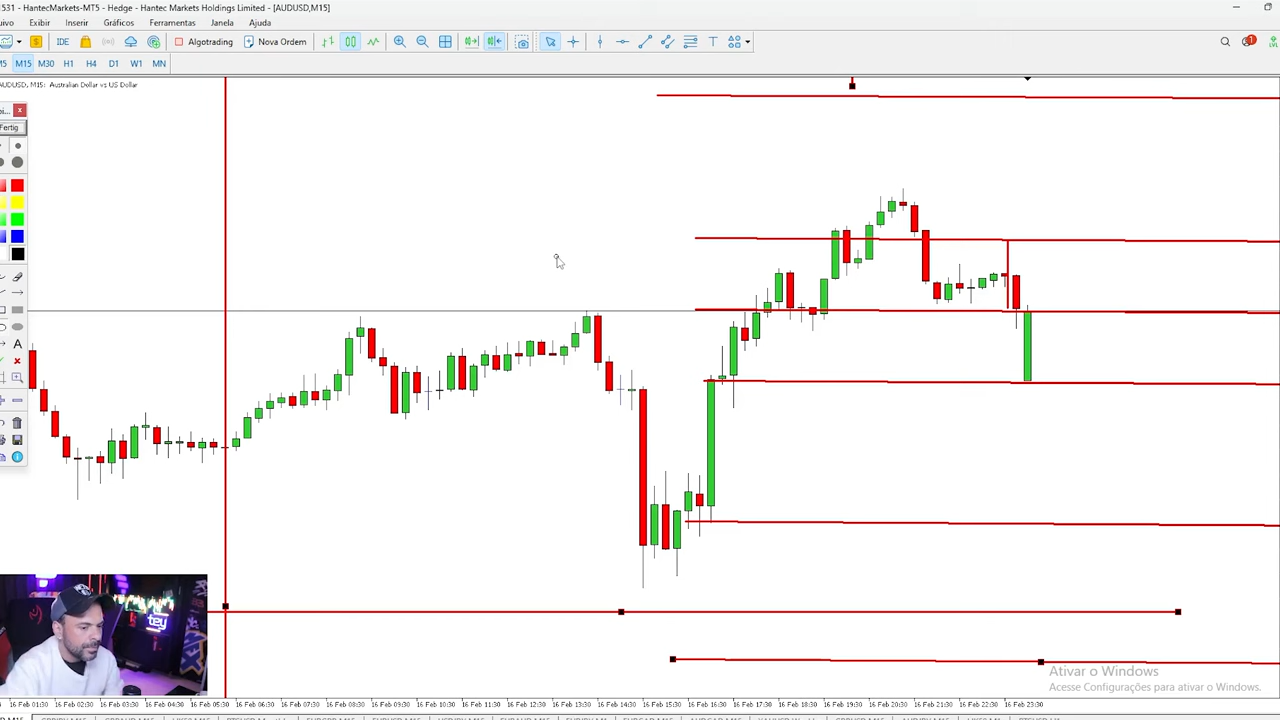 1531 - HantecMarkets-MT5 - Hedge - Hantec Markets Holdings Limited - [AUDUSD,M15]
Exibir Inserir Gráficos Ferramentas Janela Ajuda
IDE Algotrading Nova Ordem
M15 M30 H1 H4 D1 W1 MN
AUDUSD, M15: Australian Dollar vs US Dollar
Fertig
A
tey
Ativar o Windows
Acesse Configurações para ativar o Windows.
16 Feb 01:30 16 Feb 02:30 16 Feb 03:30 16 Feb 04:30 16 Feb 05:30 16 Feb 06:30 16 Feb 07:30 16 Feb 08:30 16 Feb 09:30 16 Feb 10:30 16 Feb 11:30 16 Feb 12:30 16 Feb 13:30 16 Feb 14:30 16 Feb 15:30 16 Feb 16:30 16 Feb 17:30 16 Feb 18:30 16 Feb 19:30 16 Feb 20:30 16 Feb 21:30 16 Feb 22:30 16 Feb 23:30